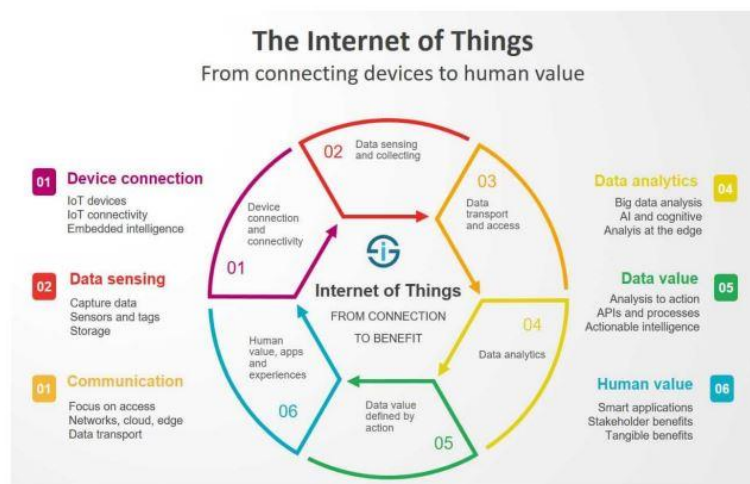 The Internet of Things
From connecting devices to human value
01 Device connection
IoT devices
IoT connectivity
Embedded intelligence
02 Data sensing
Capture data
Sensors and tags
Storage
01 Communication
Focus on access
Networks, cloud, edge
Data transport
Device
connection
and
connectivity
01
02
Data sensing
and collecting
03
Data
transport
and access
04
Data analytics
Data value
defined by
action
05
Human
value, apps
and
experiences
06
i
Internet of Things
FROM CONNECTION
TO BENEFIT
Data analytics 04
Big data analysis
AI and cognitive
Analyis at the edge
Data value 05
Analysis to action
APIs and processes
Actionable intelligence
Human value 06
Smart applications
Stakeholder benefits
Tangible benefits